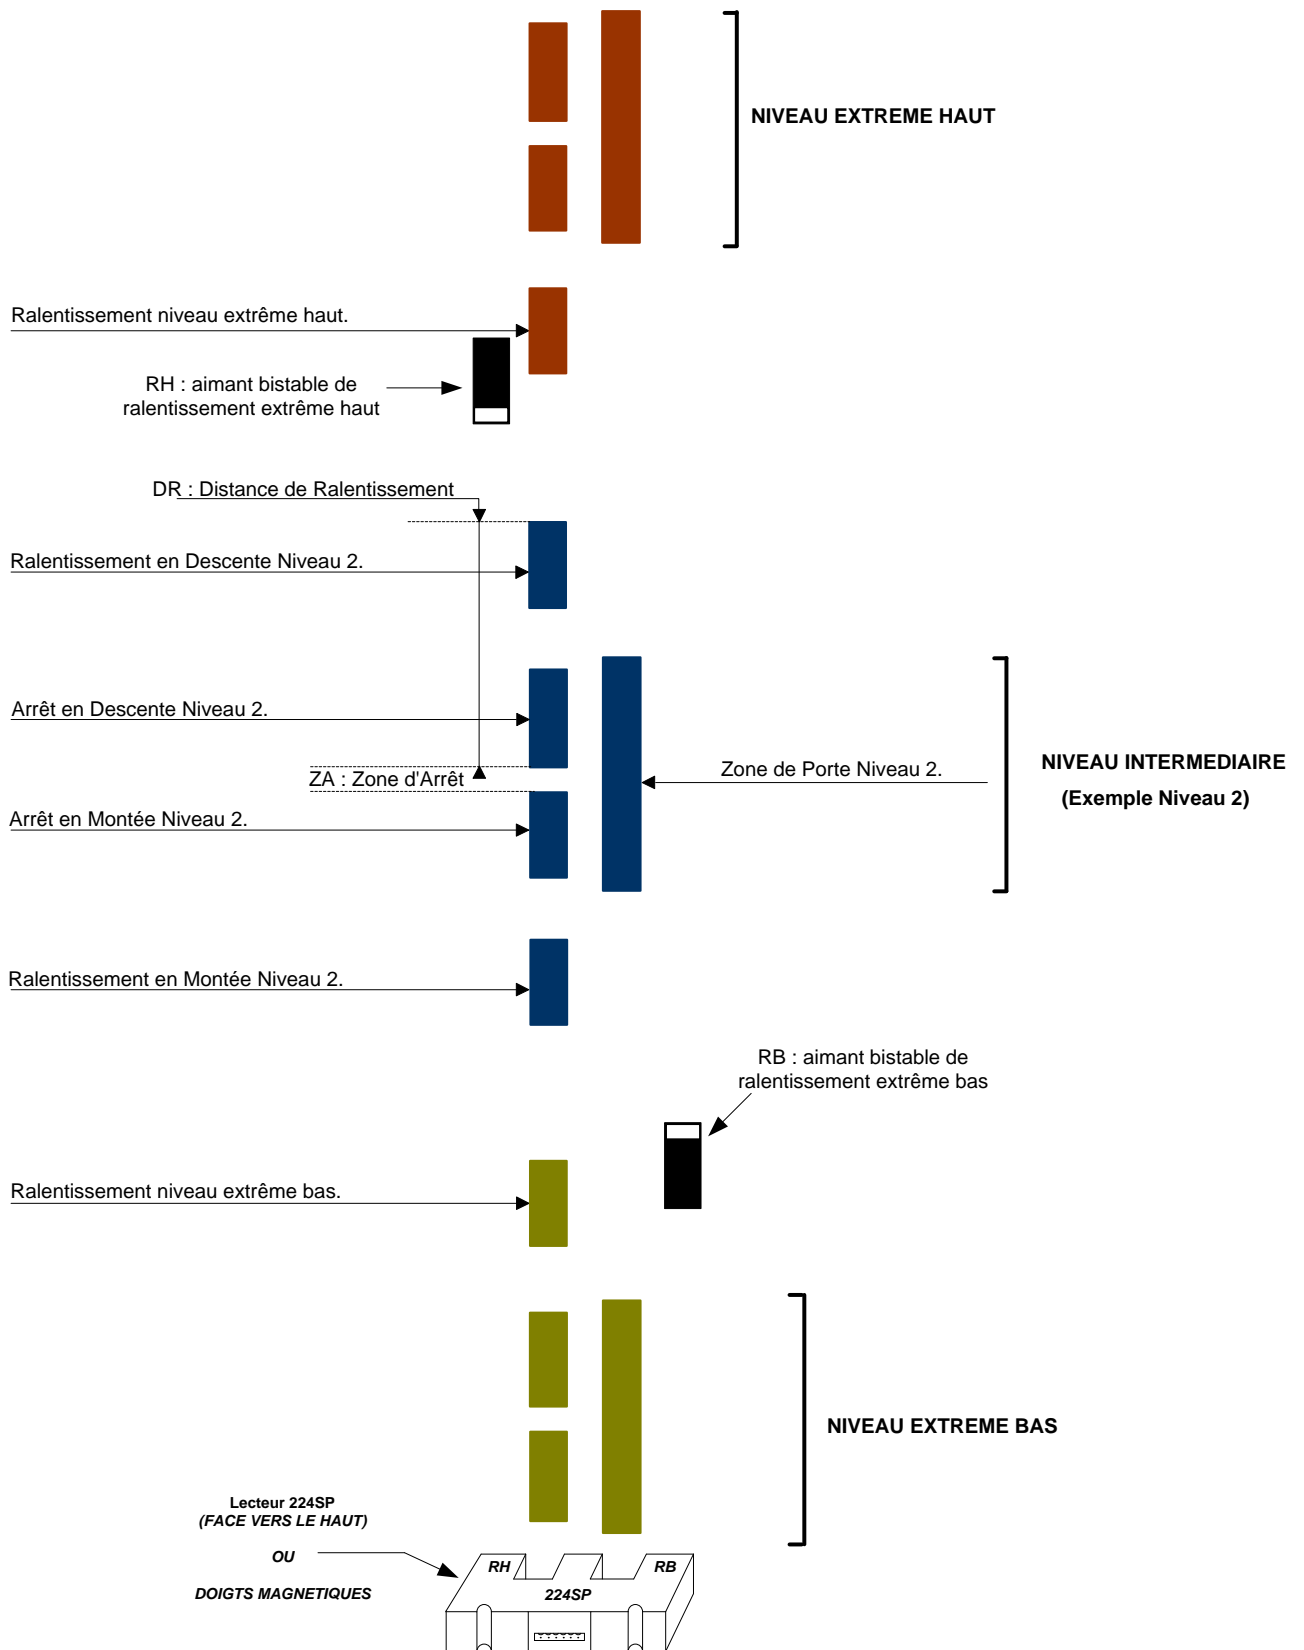 NIVEAU EXTREME HAUT
Ralentissement niveau extrême haut.
RH : aimant bistable de
ralentissement extrême haut
DR : Distance de Ralentissement
Ralentissement en Descente Niveau 2.
Arrêt en Descente Niveau 2.
ZA : Zone d'Arrêt
Zone de Porte Niveau 2.
NIVEAU INTERMEDIAIRE
(Exemple Niveau 2)
Arrêt en Montée Niveau 2.
Ralentissement en Montée Niveau 2.
RB : aimant bistable de
ralentissement extrême bas
Ralentissement niveau extrême bas.
NIVEAU EXTREME BAS
Lecteur 224SP
(FACE VERS LE HAUT)
OU
DOIGTS MAGNETIQUES
RH
RB
224SP